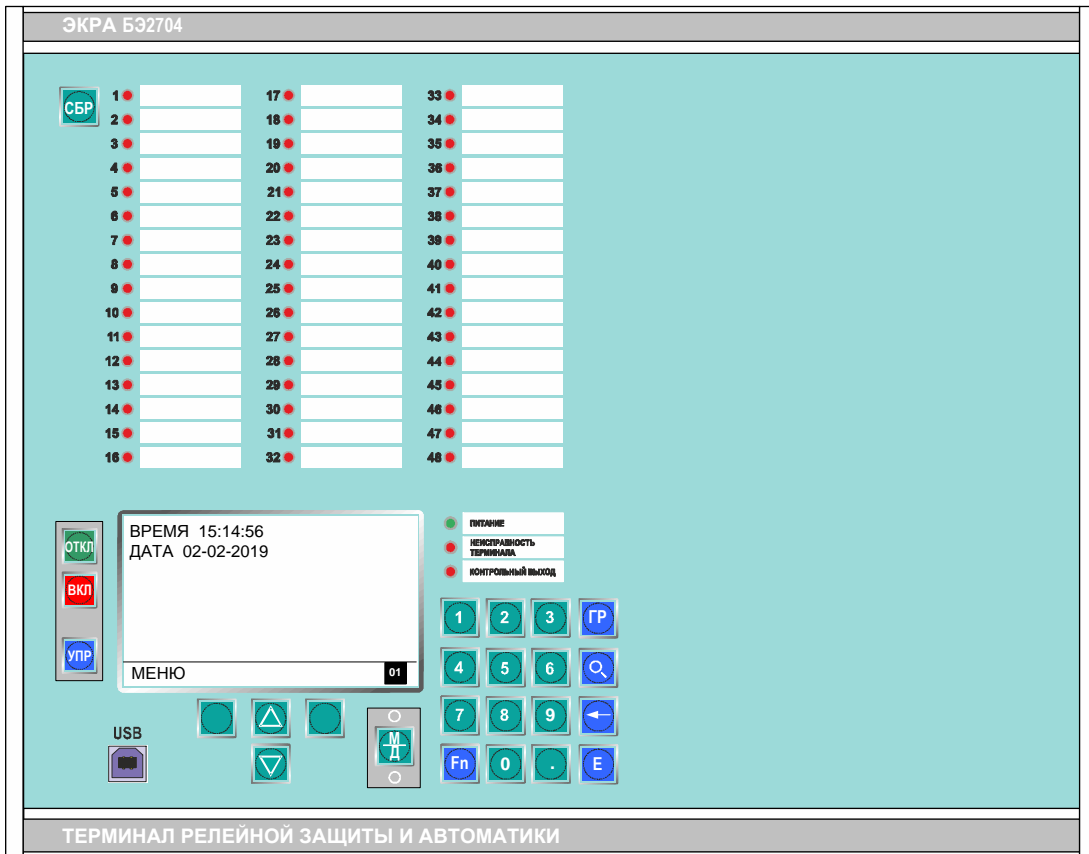 ЭКРА БЭ2704
СБР
1 17 33
2 18 34
3 19 35
4 20 36
5 21 37
6 22 38
7 23 39
8 24 40
9 25 41
10 26 42
11 27 43
12 28 44
13 29 45
14 30 46
15 31 47
16 32 48
ОТКЛ
ВКЛ
УПР
ВРЕМЯ 15:14:56
ДАТА 02-02-2019
МЕНЮ 01
ПИТАНИЕ
НЕИСПРАВНОСТЬ
ТЕРМИНАЛА
КОНТРОЛЬНЫЙ ВЫХОД
1 2 3 ГР
4 5 6
7 8 9
Fn 0 . E
USB
М
Д
ТЕРМИНАЛ РЕЛЕЙНОЙ ЗАЩИТЫ И АВТОМАТИКИ